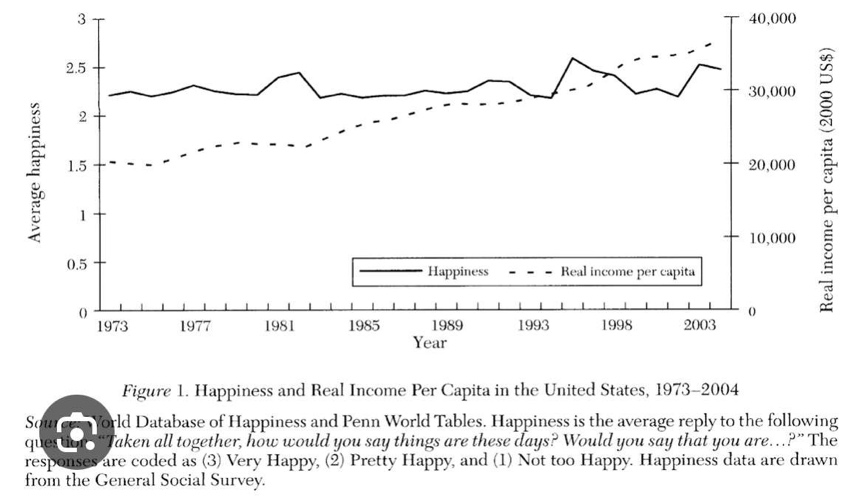 3
2.5
2
1.5
1
0.5
0
40,000
30,000
20,000
10,000
0
Average happiness
Real income per capita (2000 US$)
Happiness
Real income per capita
1973
1977
1981
1985
1989
1993
1998
2003
Year
Figure 1. Happiness and Real Income Per Capita in the United States, 1973–2004
World Database of Happiness and Penn World Tables. Happiness is the average reply to the following
"Taken all together, how would you say things are these days? Would you say that you are…?" The
responses are coded as (3) Very Happy, (2) Pretty Happy, and (1) Not too Happy. Happiness data are drawn
from the General Social Survey.